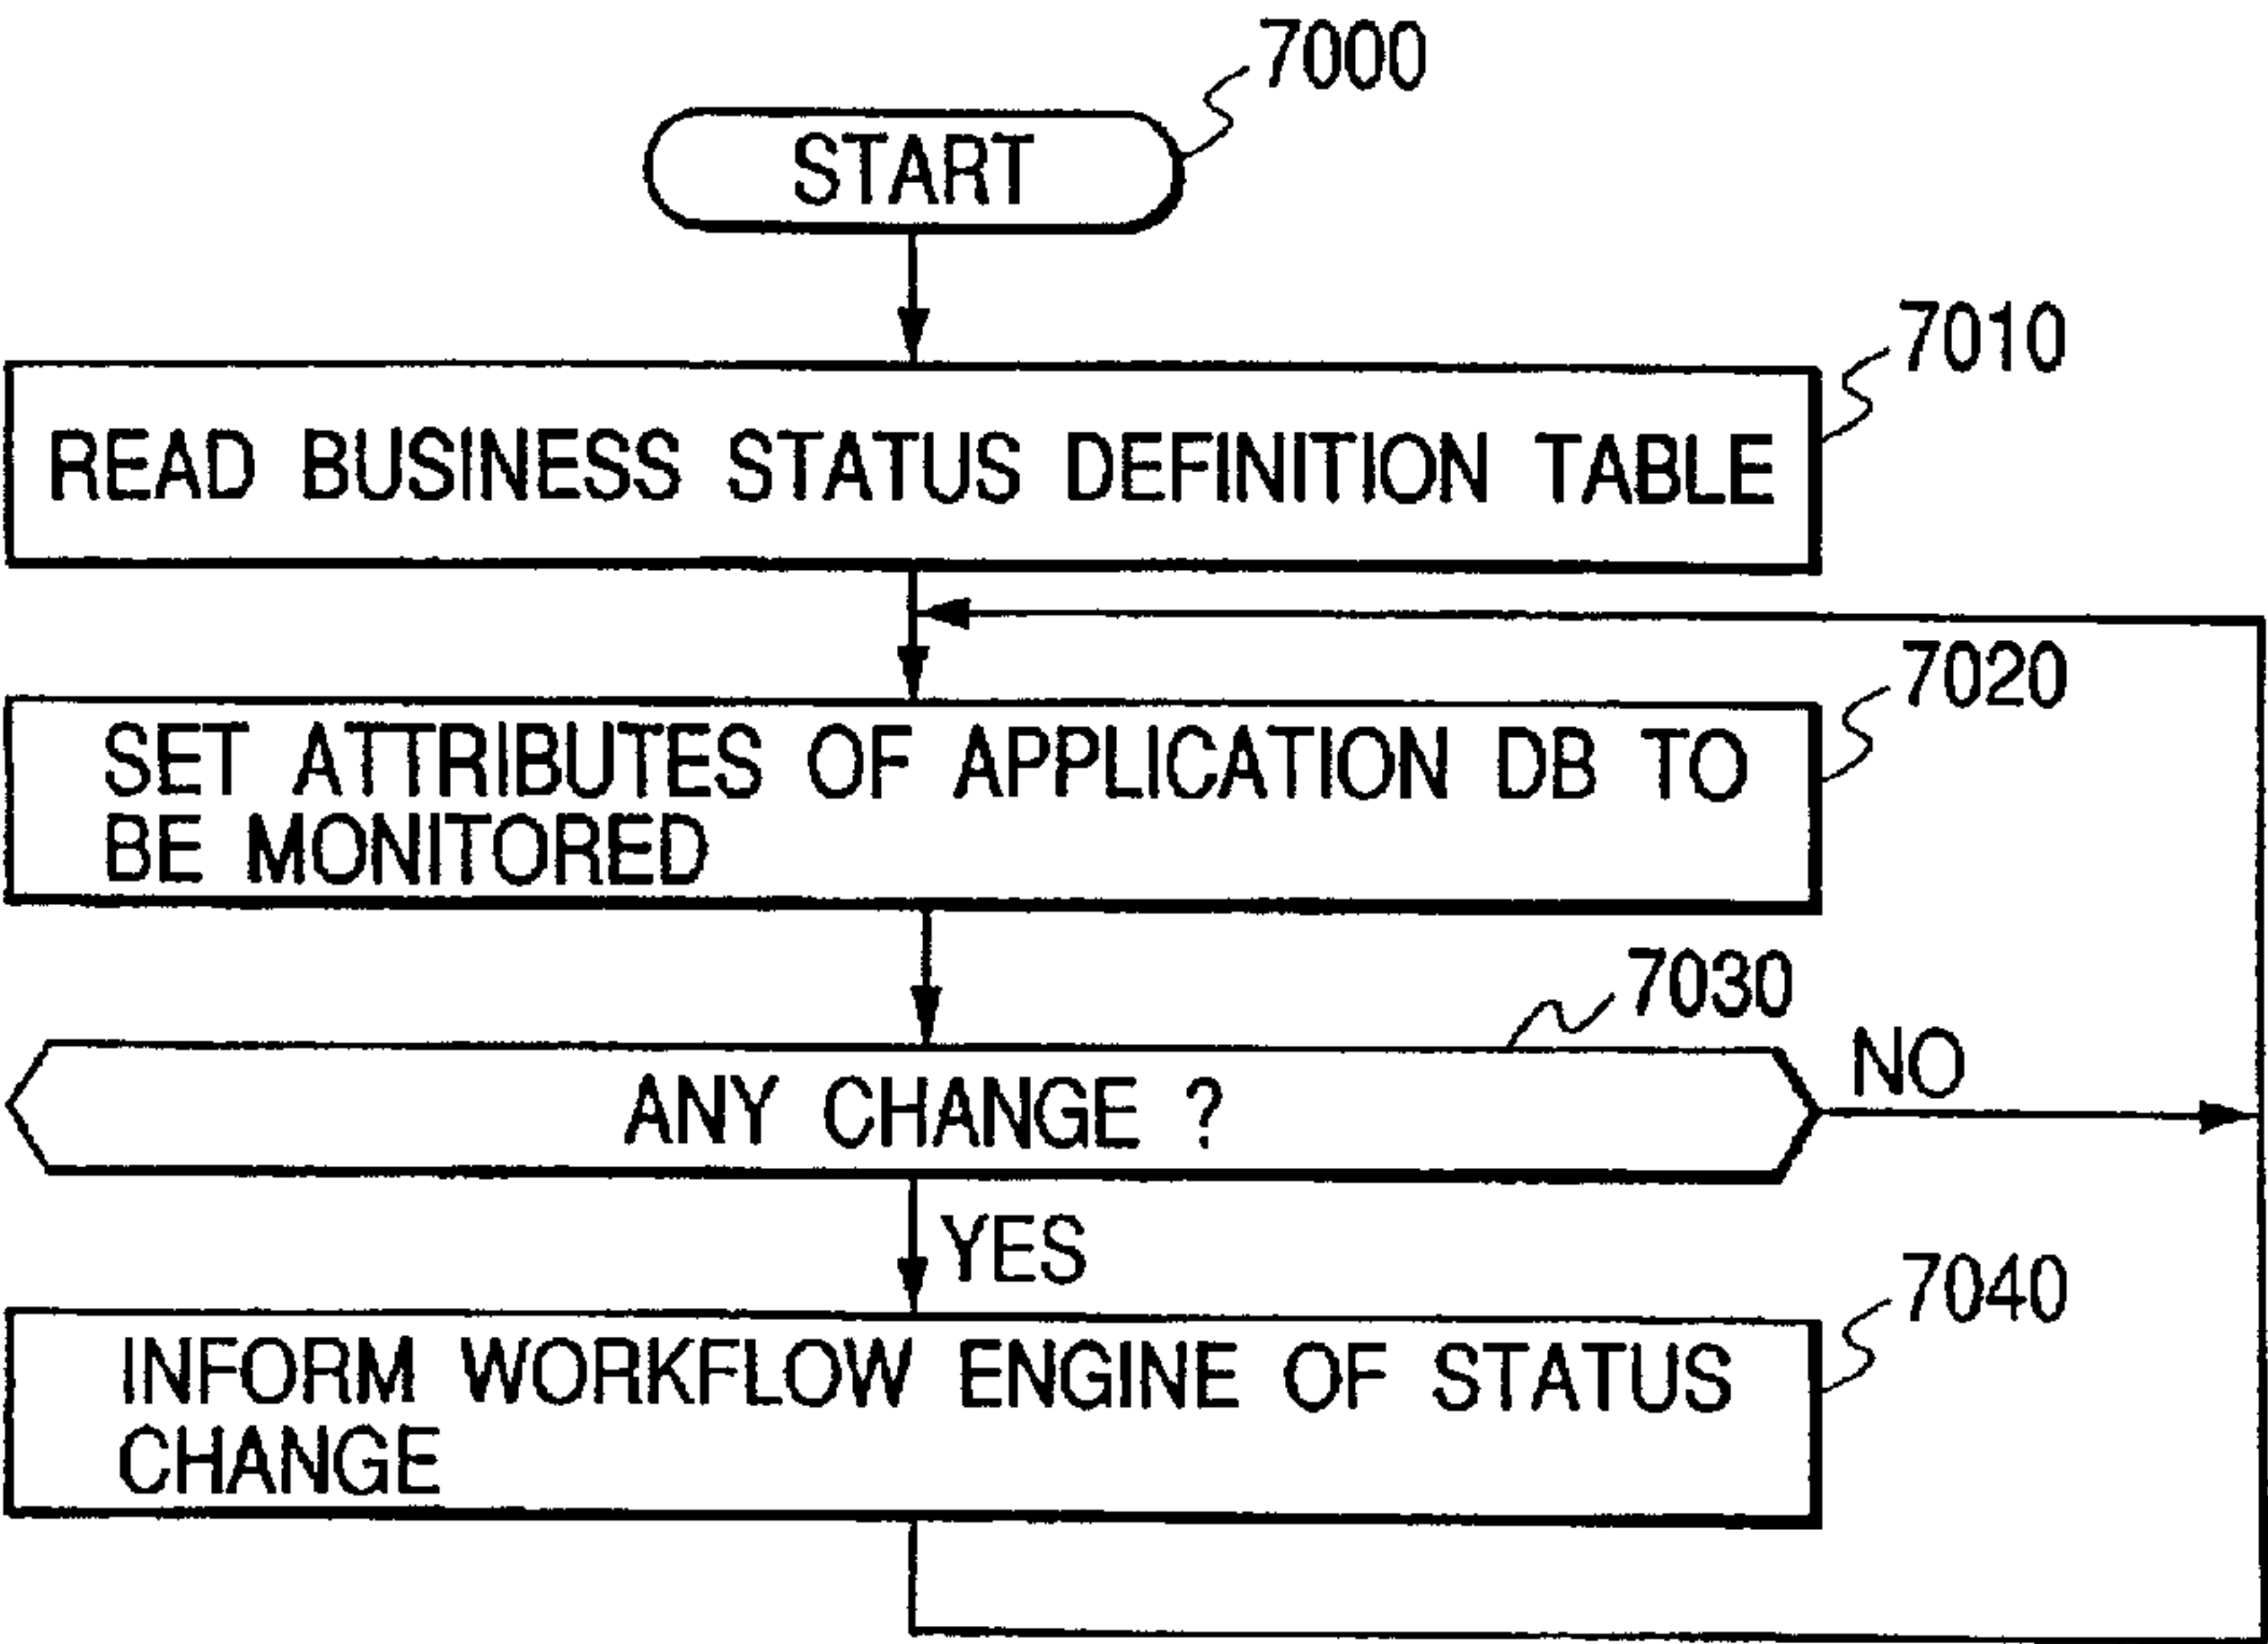 7000
START
7010
READ BUSINESS STATUS DEFINITION TABLE
7020
SET ATTRIBUTES OF APPLICATION DB TO
BE MONITORED
7030
ANY CHANGE ?
NO
YES
7040
INFORM WORKFLOW ENGINE OF STATUS
CHANGE